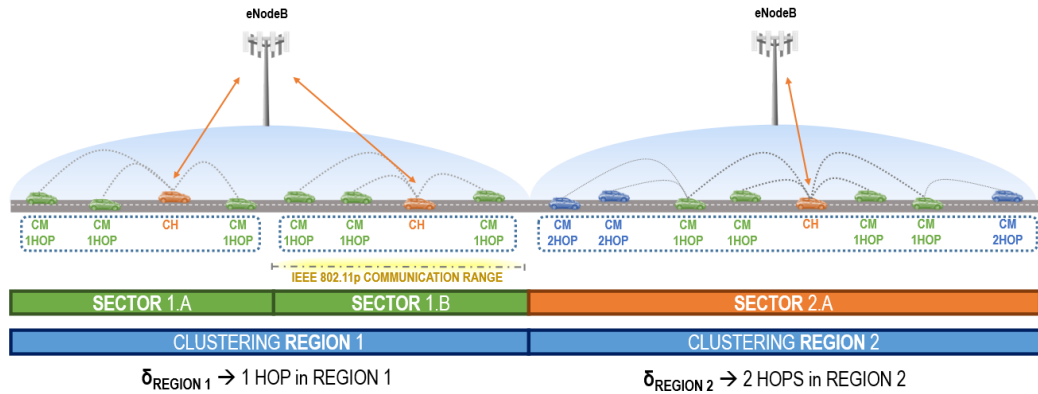 eNodeB
eNodeB
CM
1HOP
CM
1HOP
CH
CM
1HOP
CM
1HOP
CM
1HOP
CH
CM
1HOP
CM
2HOP
CM
2HOP
CM
1HOP
CM
1HOP
CH
CM
1HOP
CM
1HOP
CM
2HOP
IEEE 802.11p COMMUNICATION RANGE
SECTOR 1.A
SECTOR 1.B
SECTOR 2.A
CLUSTERING REGION 1
CLUSTERING REGION 2
δREGION 1 → 1 HOP in REGION 1
δREGION 2 → 2 HOPS in REGION 2